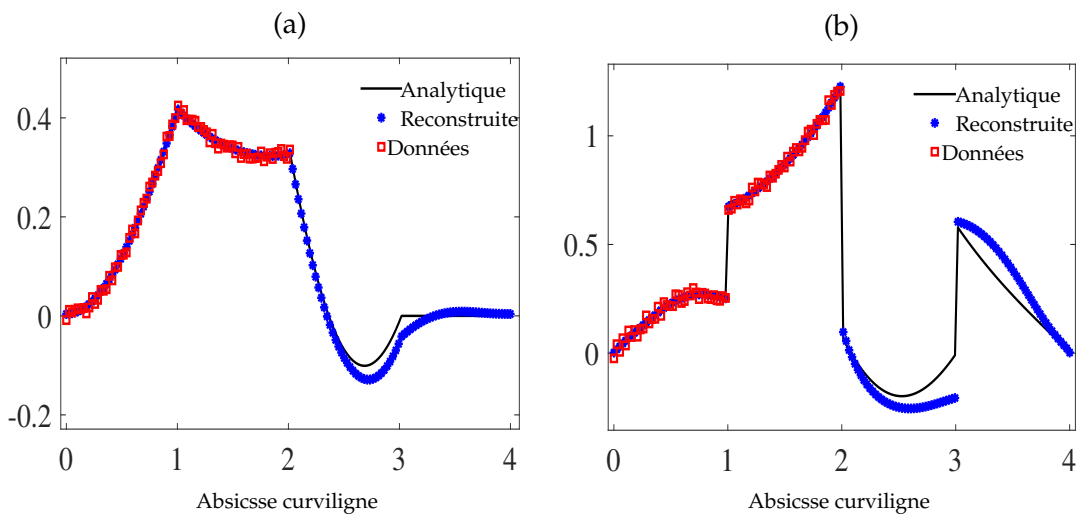 (a)
Analytique
Reconstruite
Données
0.4
0.2
0
-0.2
0 1 2 3 4
Absicsse curviligne
(b)
Analytique
Reconstruite
Données
1
0.5
0
0 1 2 3 4
Absicsse curviligne